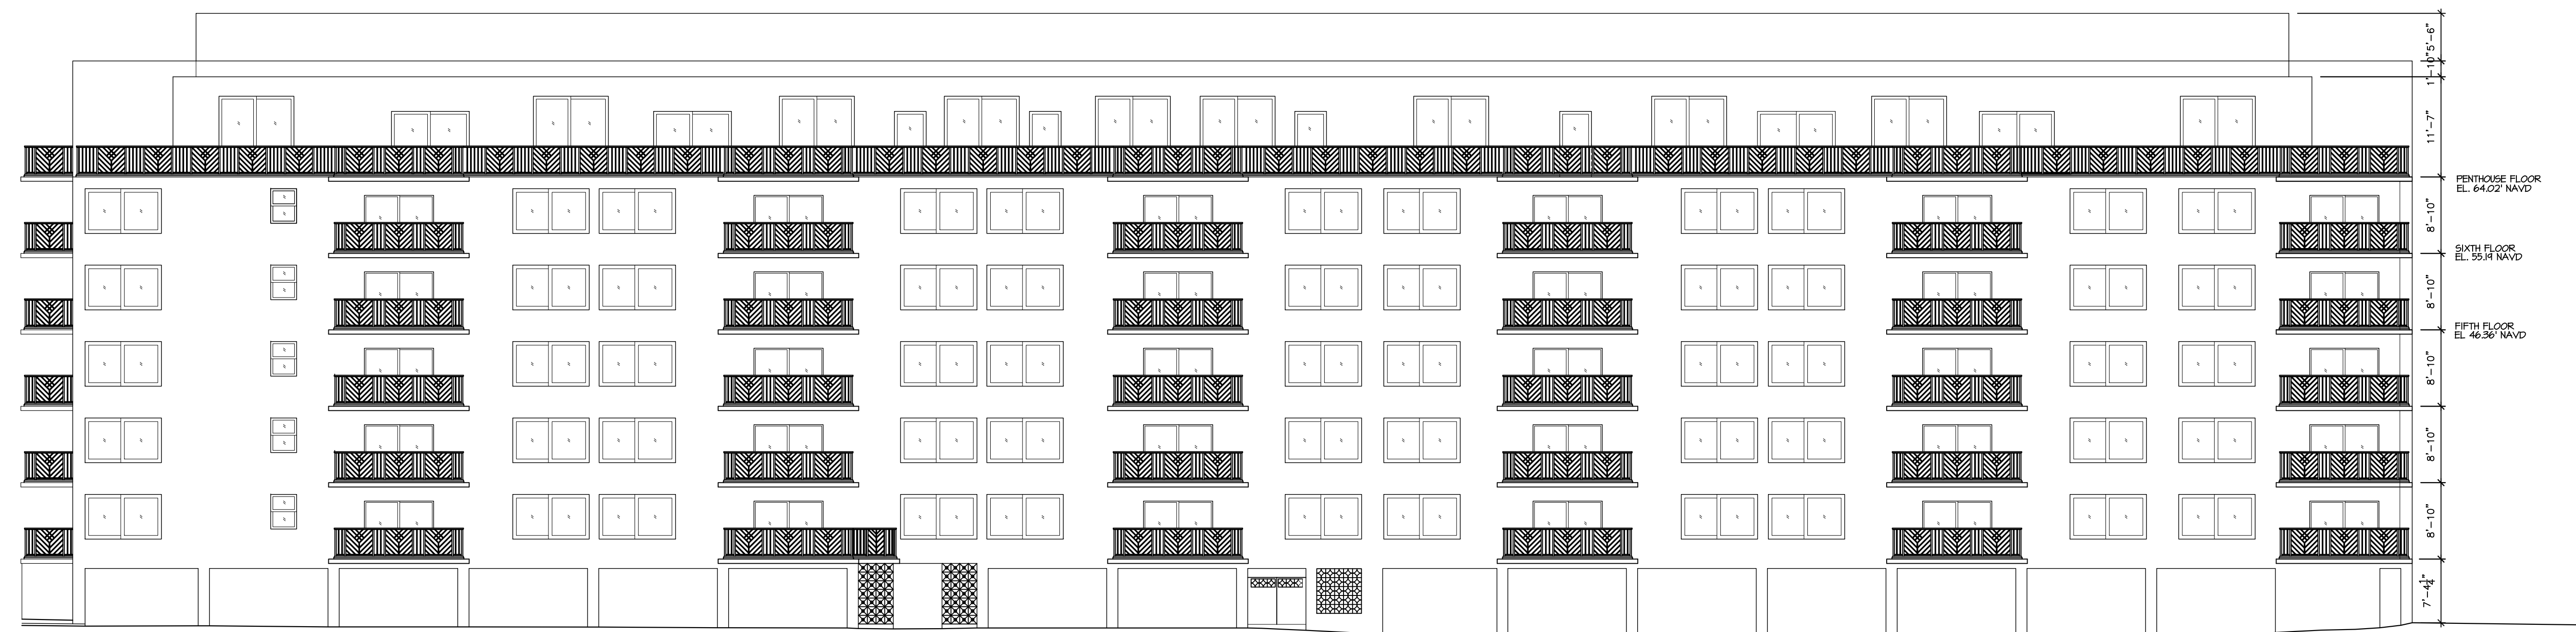 5'-6"
1'-10"
11'-7"
PENTHOUSE FLOOR
EL. 64.02' NAVD
8'-10"
SIXTH FLOOR
EL. 55.19 NAVD
8'-10"
FIFTH FLOOR
EL 46.36' NAVD
8'-10"
8'-10"
8'-10"
7'-4 1/4"